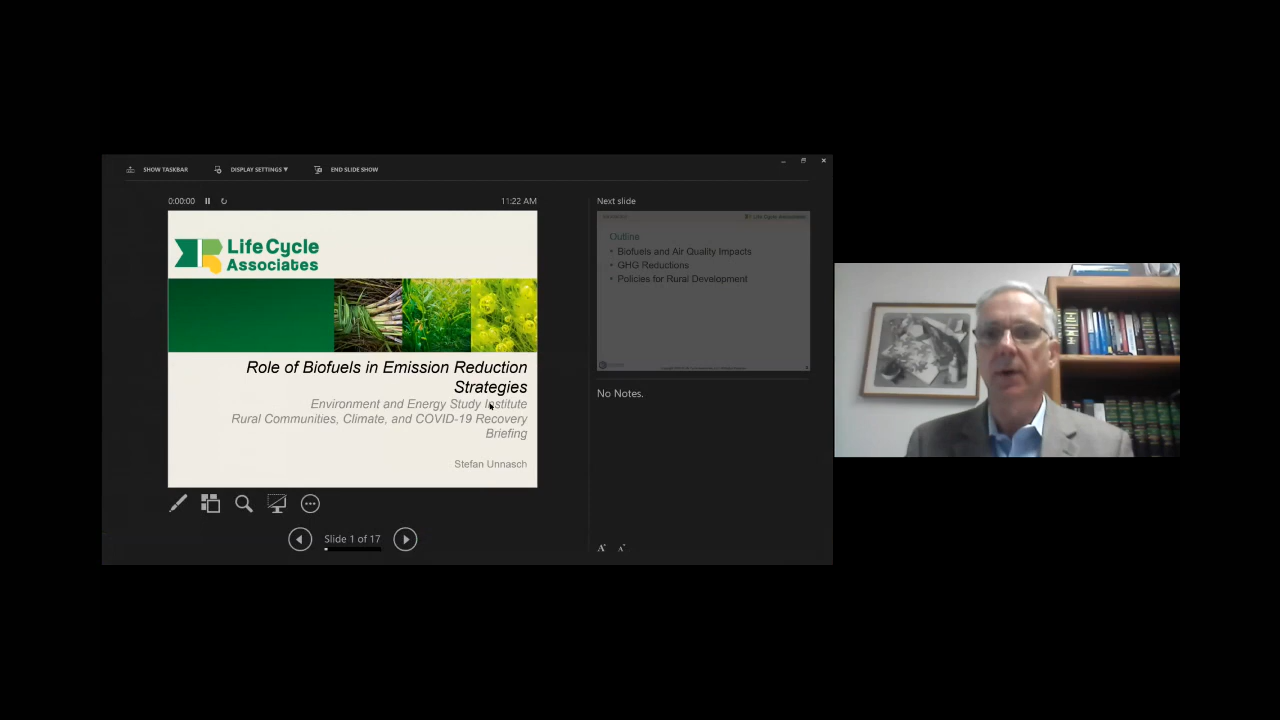 SHOW TASKBAR
DISPLAY SETTINGS ▼
END SLIDE SHOW
0:00:00
11:22 AM
Life Cycle
Associates
Role of Biofuels in Emission Reduction
Strategies
Environment and Energy Study Institute
Rural Communities, Climate, and COVID-19 Recovery
Briefing
Stefan Unnasch
Slide 1 of 17
Next slide
Life Cycle Associates
Outline
• Biofuels and Air Quality Impacts
• GHG Reductions
• Policies for Rural Development
No Notes.
A
A